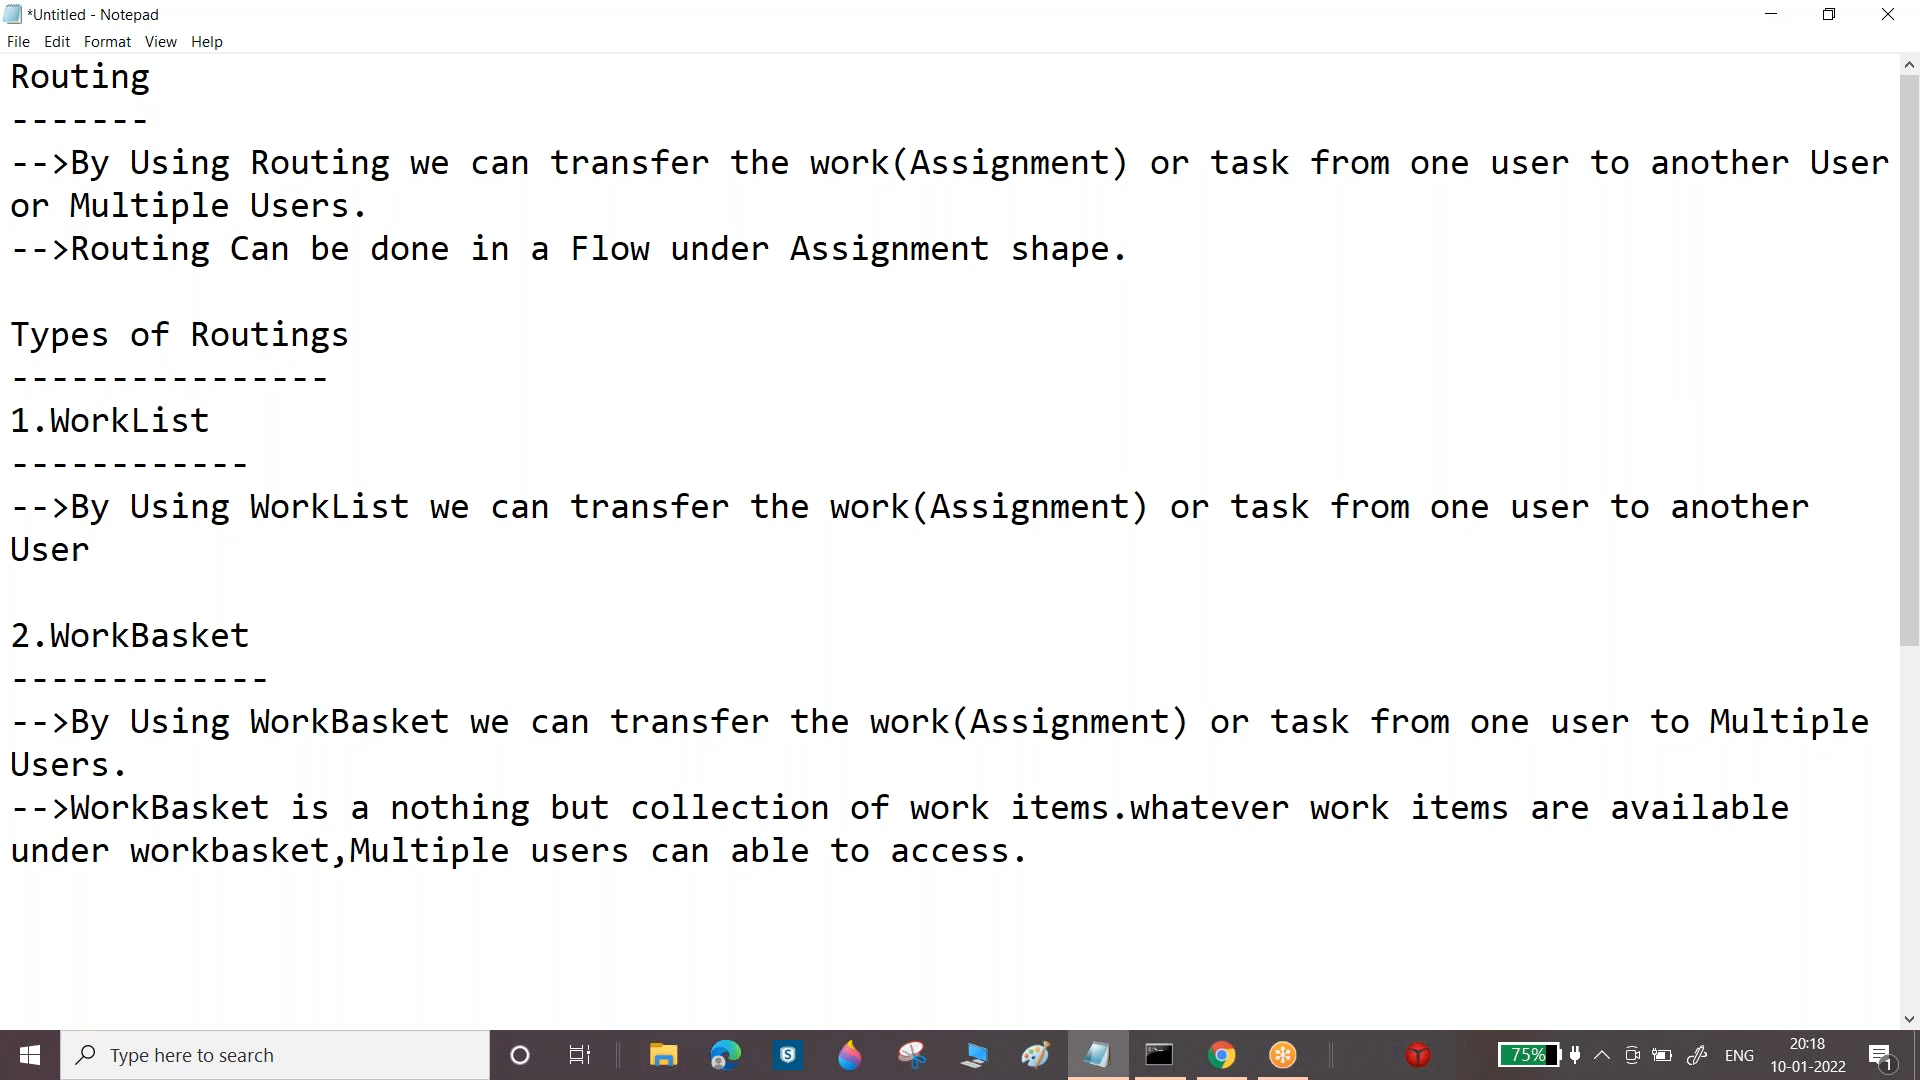 *Untitled - Notepad
File Edit Format View Help
Routing
-------
-->By Using Routing we can transfer the work(Assignment) or task from one user to another User
or Multiple Users.
-->Routing Can be done in a Flow under Assignment shape.
Types of Routings
----------------
1.WorkList
------------
-->By Using WorkList we can transfer the work(Assignment) or task from one user to another
User
2.WorkBasket
-------------
-->By Using WorkBasket we can transfer the work(Assignment) or task from one user to Multiple
Users.
-->WorkBasket is a nothing but collection of work items.whatever work items are available
under workbasket,Multiple users can able to access.
Type here to search
75%
ENG
20:18
10-01-2022
1